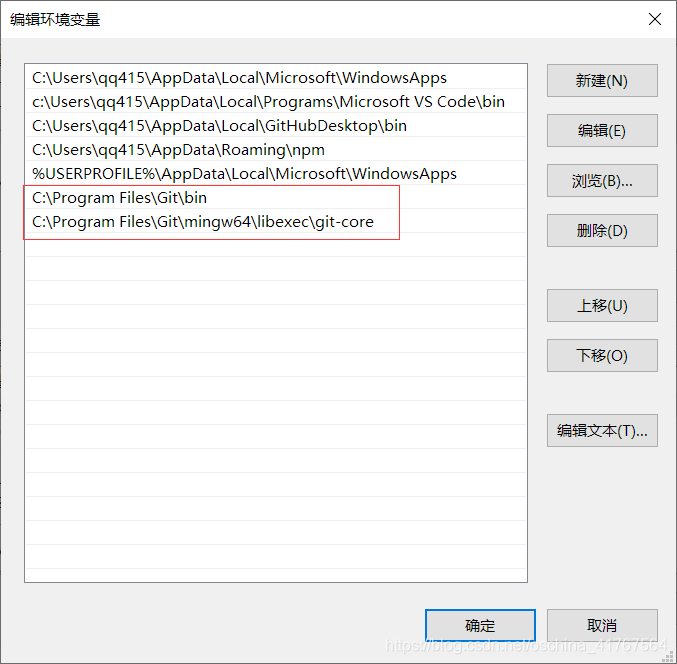 编辑环境变量
C:\Users\qq415\AppData\Local\Microsoft\WindowsApps
c:\Users\qq415\AppData\Local\Programs\Microsoft VS Code\bin
C:\Users\qq415\AppData\Local\GitHubDesktop\bin
C:\Users\qq415\AppData\Roaming\npm
%USERPROFILE%\AppData\Local\Microsoft\WindowsApps
C:\Program Files\Git\bin
C:\Program Files\Git\mingw64\libexec\git-core
新建(N)
编辑(E)
浏览(B)...
删除(D)
上移(U)
下移(O)
编辑文本(T)...
确定
取消
https://blog.csdn.net/oschina_41767564